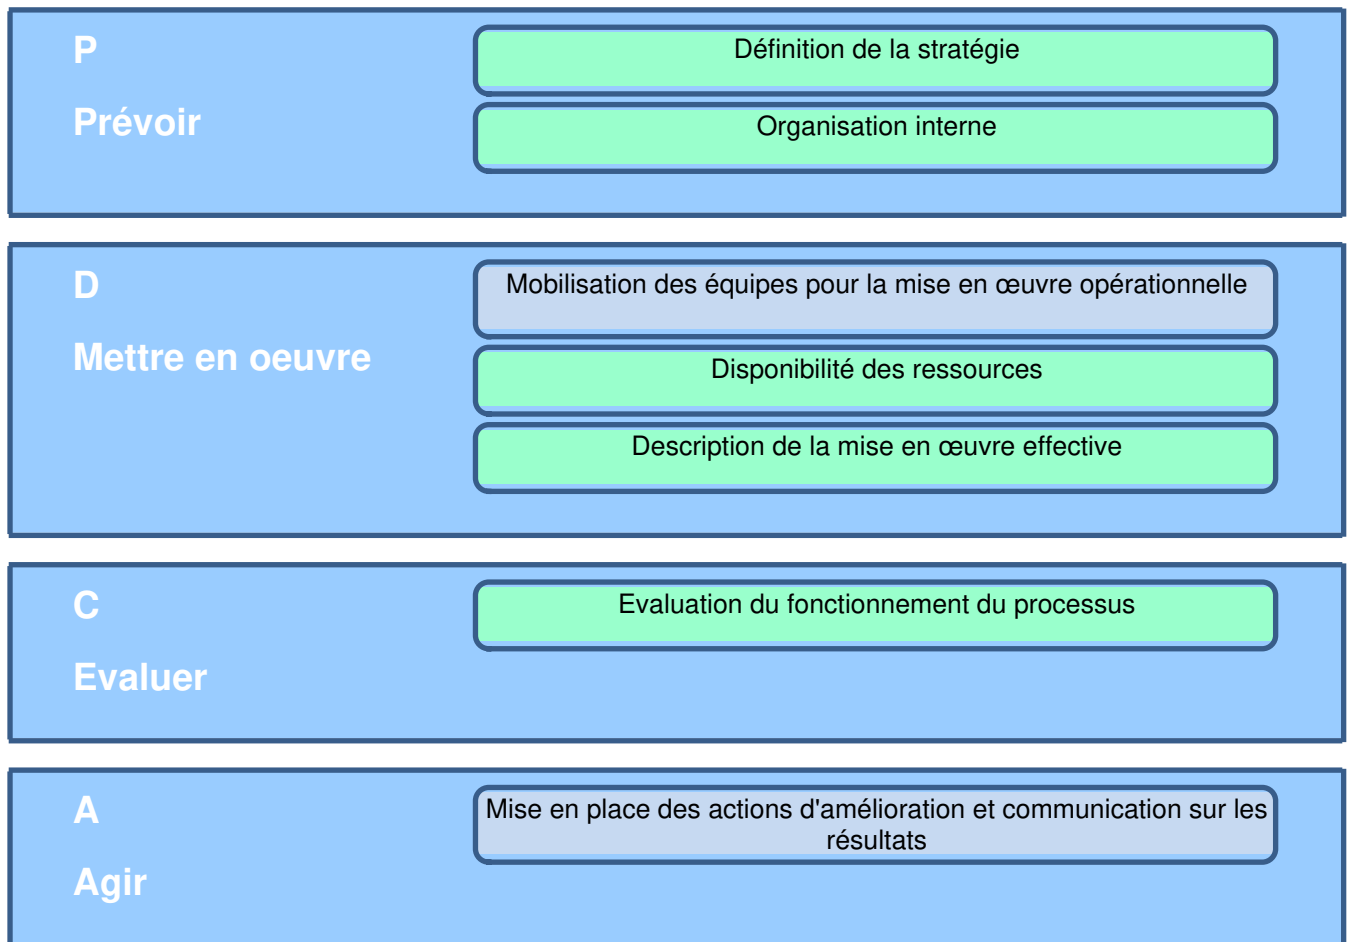 P
Prévoir
Définition de la stratégie
Organisation interne
D
Mettre en oeuvre
Mobilisation des équipes pour la mise en œuvre opérationnelle
Disponibilité des ressources
Description de la mise en œuvre effective
C
Evaluer
Evaluation du fonctionnement du processus
A
Agir
Mise en place des actions d'amélioration et communication sur les
résultats